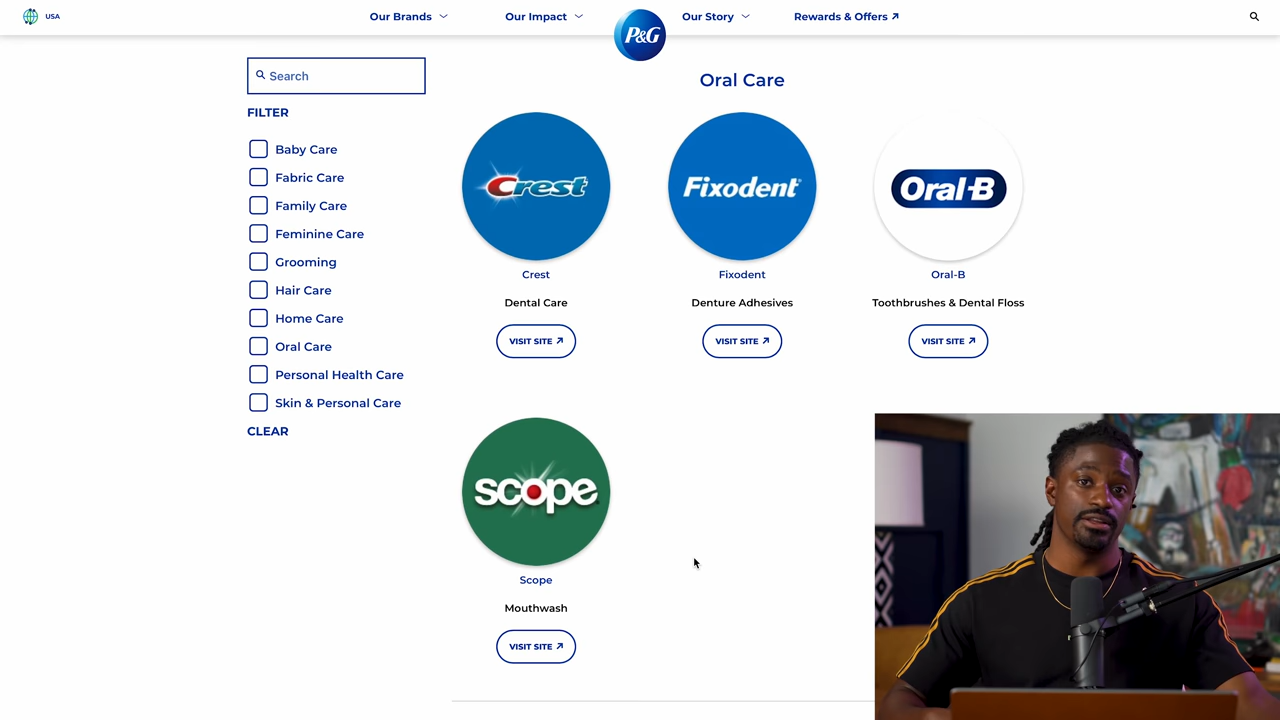 USA
Our Brands
Our Impact
P&G
Our Story
Rewards & Offers
Search
FILTER
Baby Care
Fabric Care
Family Care
Feminine Care
Grooming
Hair Care
Home Care
Oral Care
Personal Health Care
Skin & Personal Care
CLEAR
Oral Care
Crest
Fixodent
Oral-B
Crest
Fixodent
Oral-B
Dental Care
Denture Adhesives
Toothbrushes & Dental Floss
VISIT SITE
VISIT SITE
VISIT SITE
scope
Scope
Mouthwash
VISIT SITE